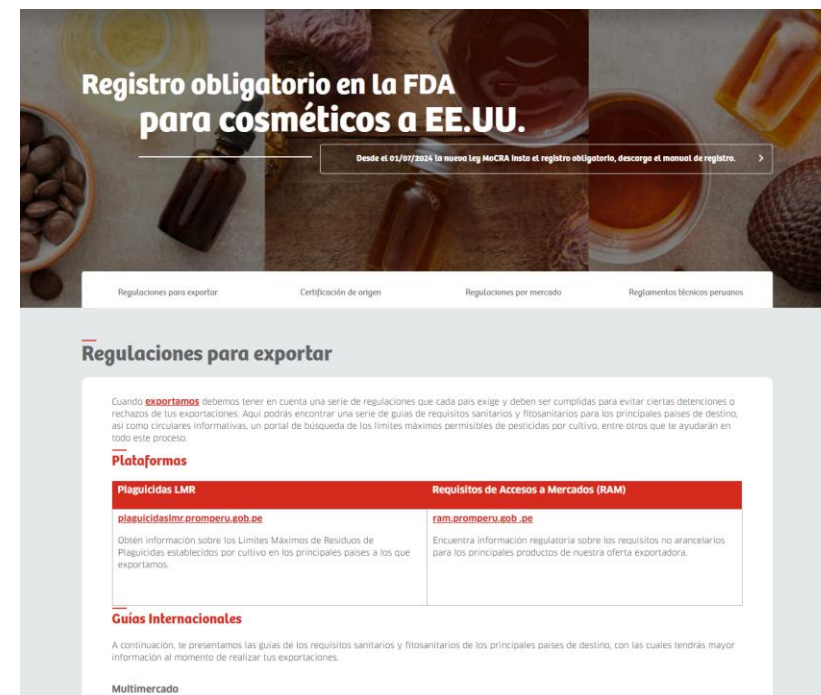 Registro obligatorio en la FDA
para cosméticos a EE.UU.
Desde el 01/07/2024 la nueva Ley MoCRA insta el registro obligatorio, descarga el manual de registro. >
Regulaciones para exportar Certificación de origen Regulaciones por mercado Reglamentos técnicos peruanos
Regulaciones para exportar
Cuando exportamos debemos tener en cuenta una serie de regulaciones que cada país exige y deben ser cumplidas para evitar ciertas detenciones o
rechazos de tus exportaciones. Aquí podrás encontrar una serie de guías de requisitos sanitarios y fitosanitarios para los principales países de destino,
así como circulares informativas, un portal de búsqueda de los límites máximos permisibles de pesticidas por cultivo, entre otros que te ayudarán en
todo este proceso.
Plataformas
Plaguicidas LMR
plaguicidaslmr.promperu.gob.pe
Obtén información sobre los Límites Máximos de Residuos de
Plaguicidas establecidos por cultivo en los principales países a los que
exportamos.
Requisitos de Accesos a Mercados (RAM)
ram.promperu.gob .pe
Encuentra información regulatoria sobre los requisitos no arancelarios
para los principales productos de nuestra oferta exportadora.
Guías Internacionales
A continuación, te presentamos las guías de los requisitos sanitarios y fitosanitarios de los principales países de destino, con las cuales tendrás mayor
información al momento de realizar tus exportaciones.
Multimercado